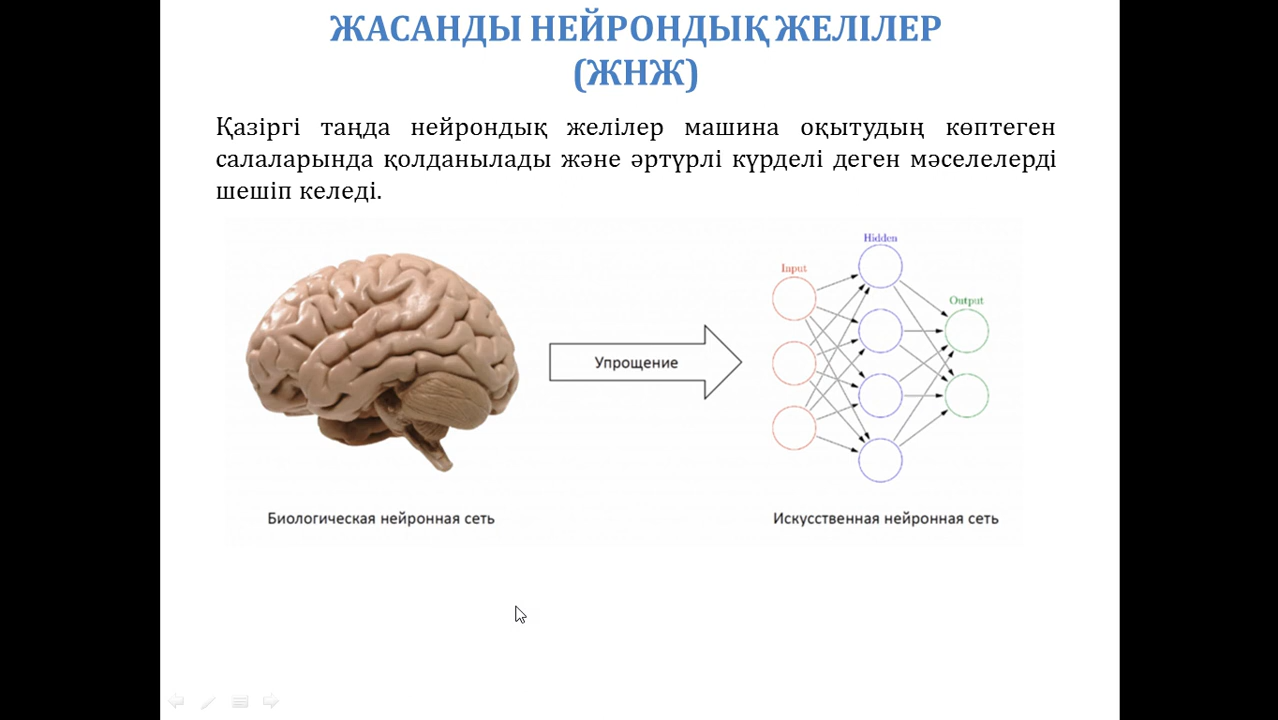 ЖАСАНДЫ НЕЙРОНДЫҚ ЖЕЛІЛЕР
(ЖНЖ)
Қазіргі таңда нейрондық желілер машина оқытудың көптеген
салаларында қолданылады және әртүрлі күрделі деген мәселелерді
шешіп келеді.
Hidden
Input
Output
Упрощение
Биологическая нейронная сеть
Искусственная нейронная сеть